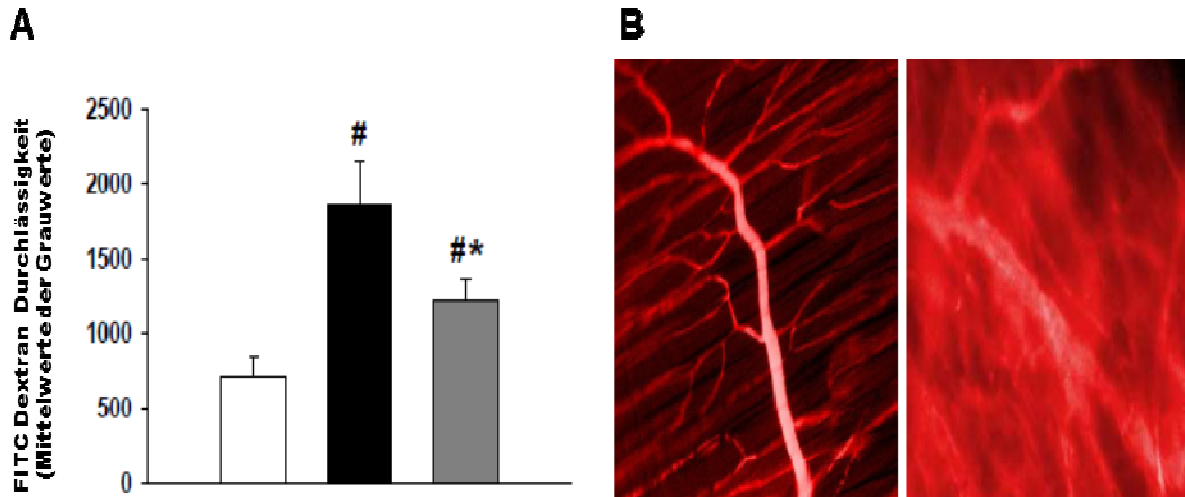 A
B
FITC Dextran Durchlässigkeit
(Mittelwerte der Grauwerte)
2500
2000
1500
1000
500
0
#
#*